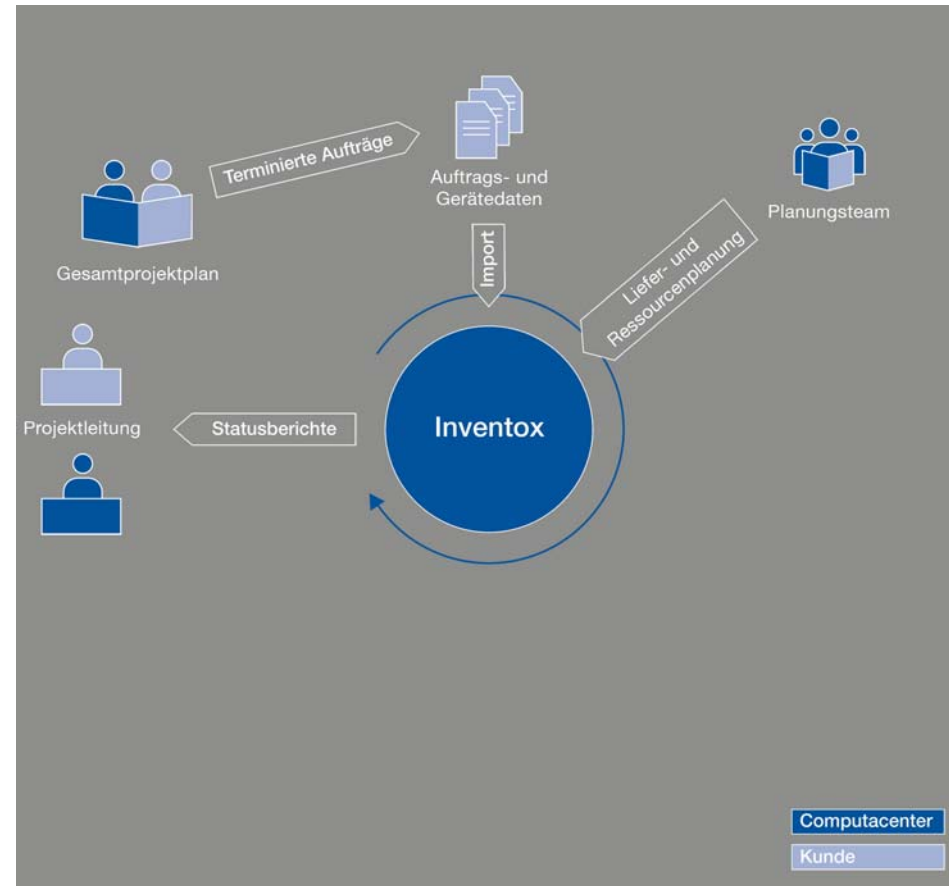 Terminierte Aufträge
Auftrags- und
Gerätedaten
Planungsteam
Gesamtprojektplan
Import
Liefer- und
Ressourcenplanung
Projektleitung
Statusberichte
Inventox
Computacenter
Kunde